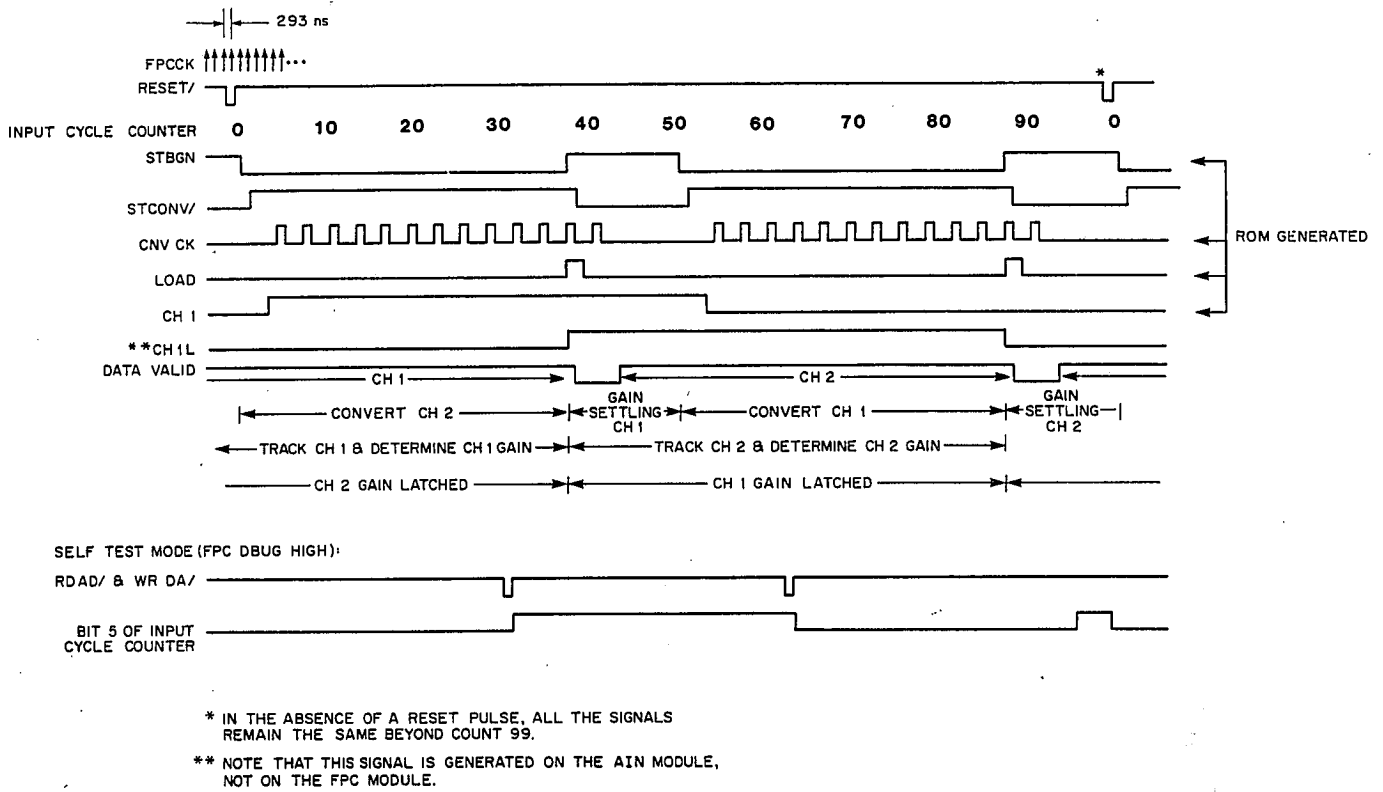 293 ns
FPCCK
RESET/
*
INPUT CYCLE COUNTER 0 10 20 30 40 50 60 70 80 90 0
STBGN
STCONV/
CNV CK
ROM GENERATED
LOAD
CH 1
**CH1L
DATA VALID
CH 1 CH 2
CONVERT CH 2 GAIN SETTLING CH 1 CONVERT CH 1 GAIN SETTLING CH 2
TRACK CH 1 & DETERMINE CH 1 GAIN TRACK CH 2 & DETERMINE CH 2 GAIN
CH 2 GAIN LATCHED CH 1 GAIN LATCHED
SELF TEST MODE (FPC DBUG HIGH):
RDAD/ & WR DA/
BIT 5 OF INPUT
CYCLE COUNTER
* IN THE ABSENCE OF A RESET PULSE, ALL THE SIGNALS
REMAIN THE SAME BEYOND COUNT 99.
** NOTE THAT THIS SIGNAL IS GENERATED ON THE AIN MODULE,
NOT ON THE FPC MODULE.